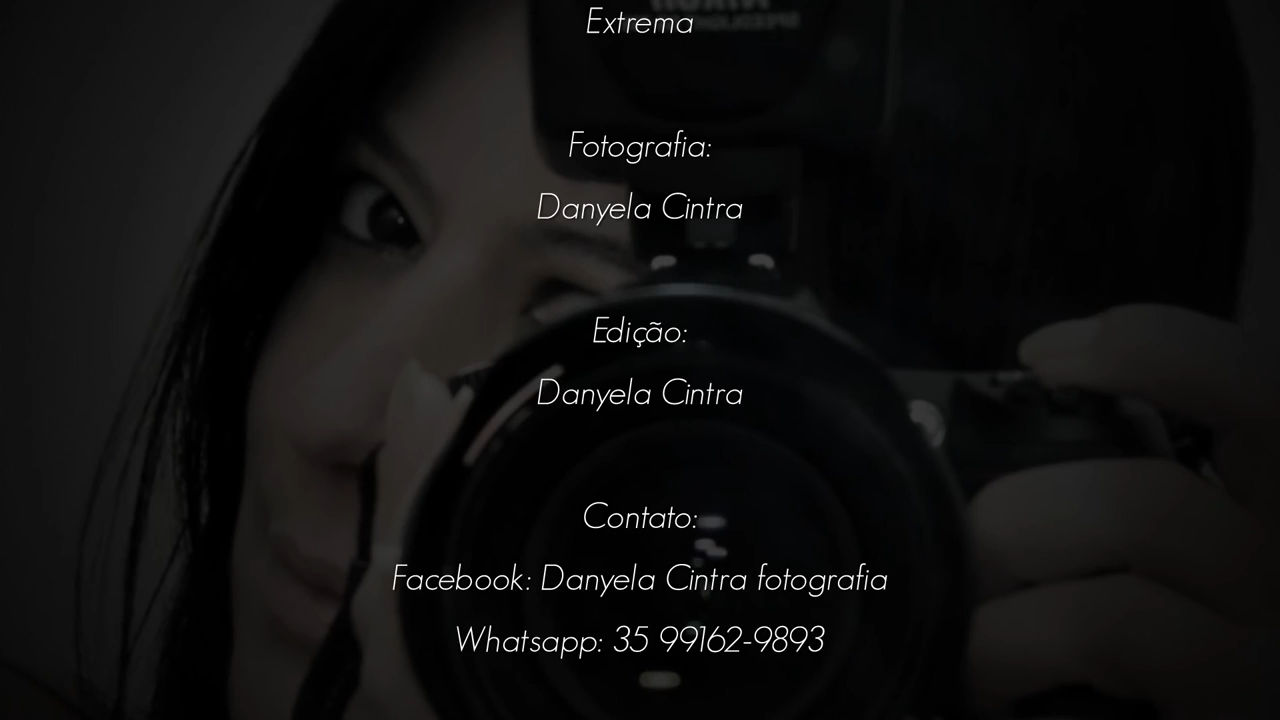 Extrema
Fotografia:
Danyela Cintra
Edição:
Danyela Cintra
Contato:
Facebook: Danyela Cintra fotografia
Whatsapp: 35 99162-9893